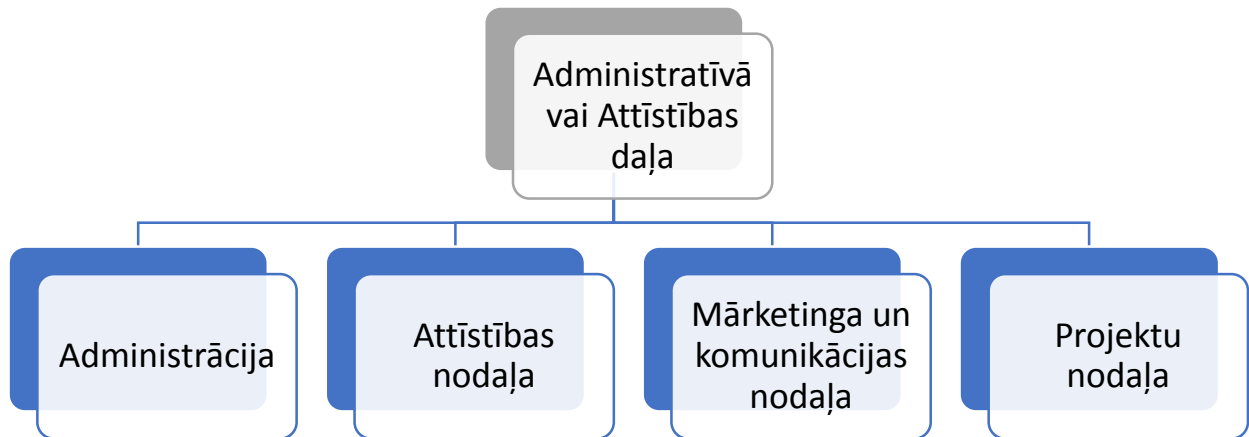 Administratīvā
vai Attīstības
daļa
Administrācija
Attīstības
nodaļa
Mārketinga un
komunikācijas
nodaļa
Projektu
nodaļa